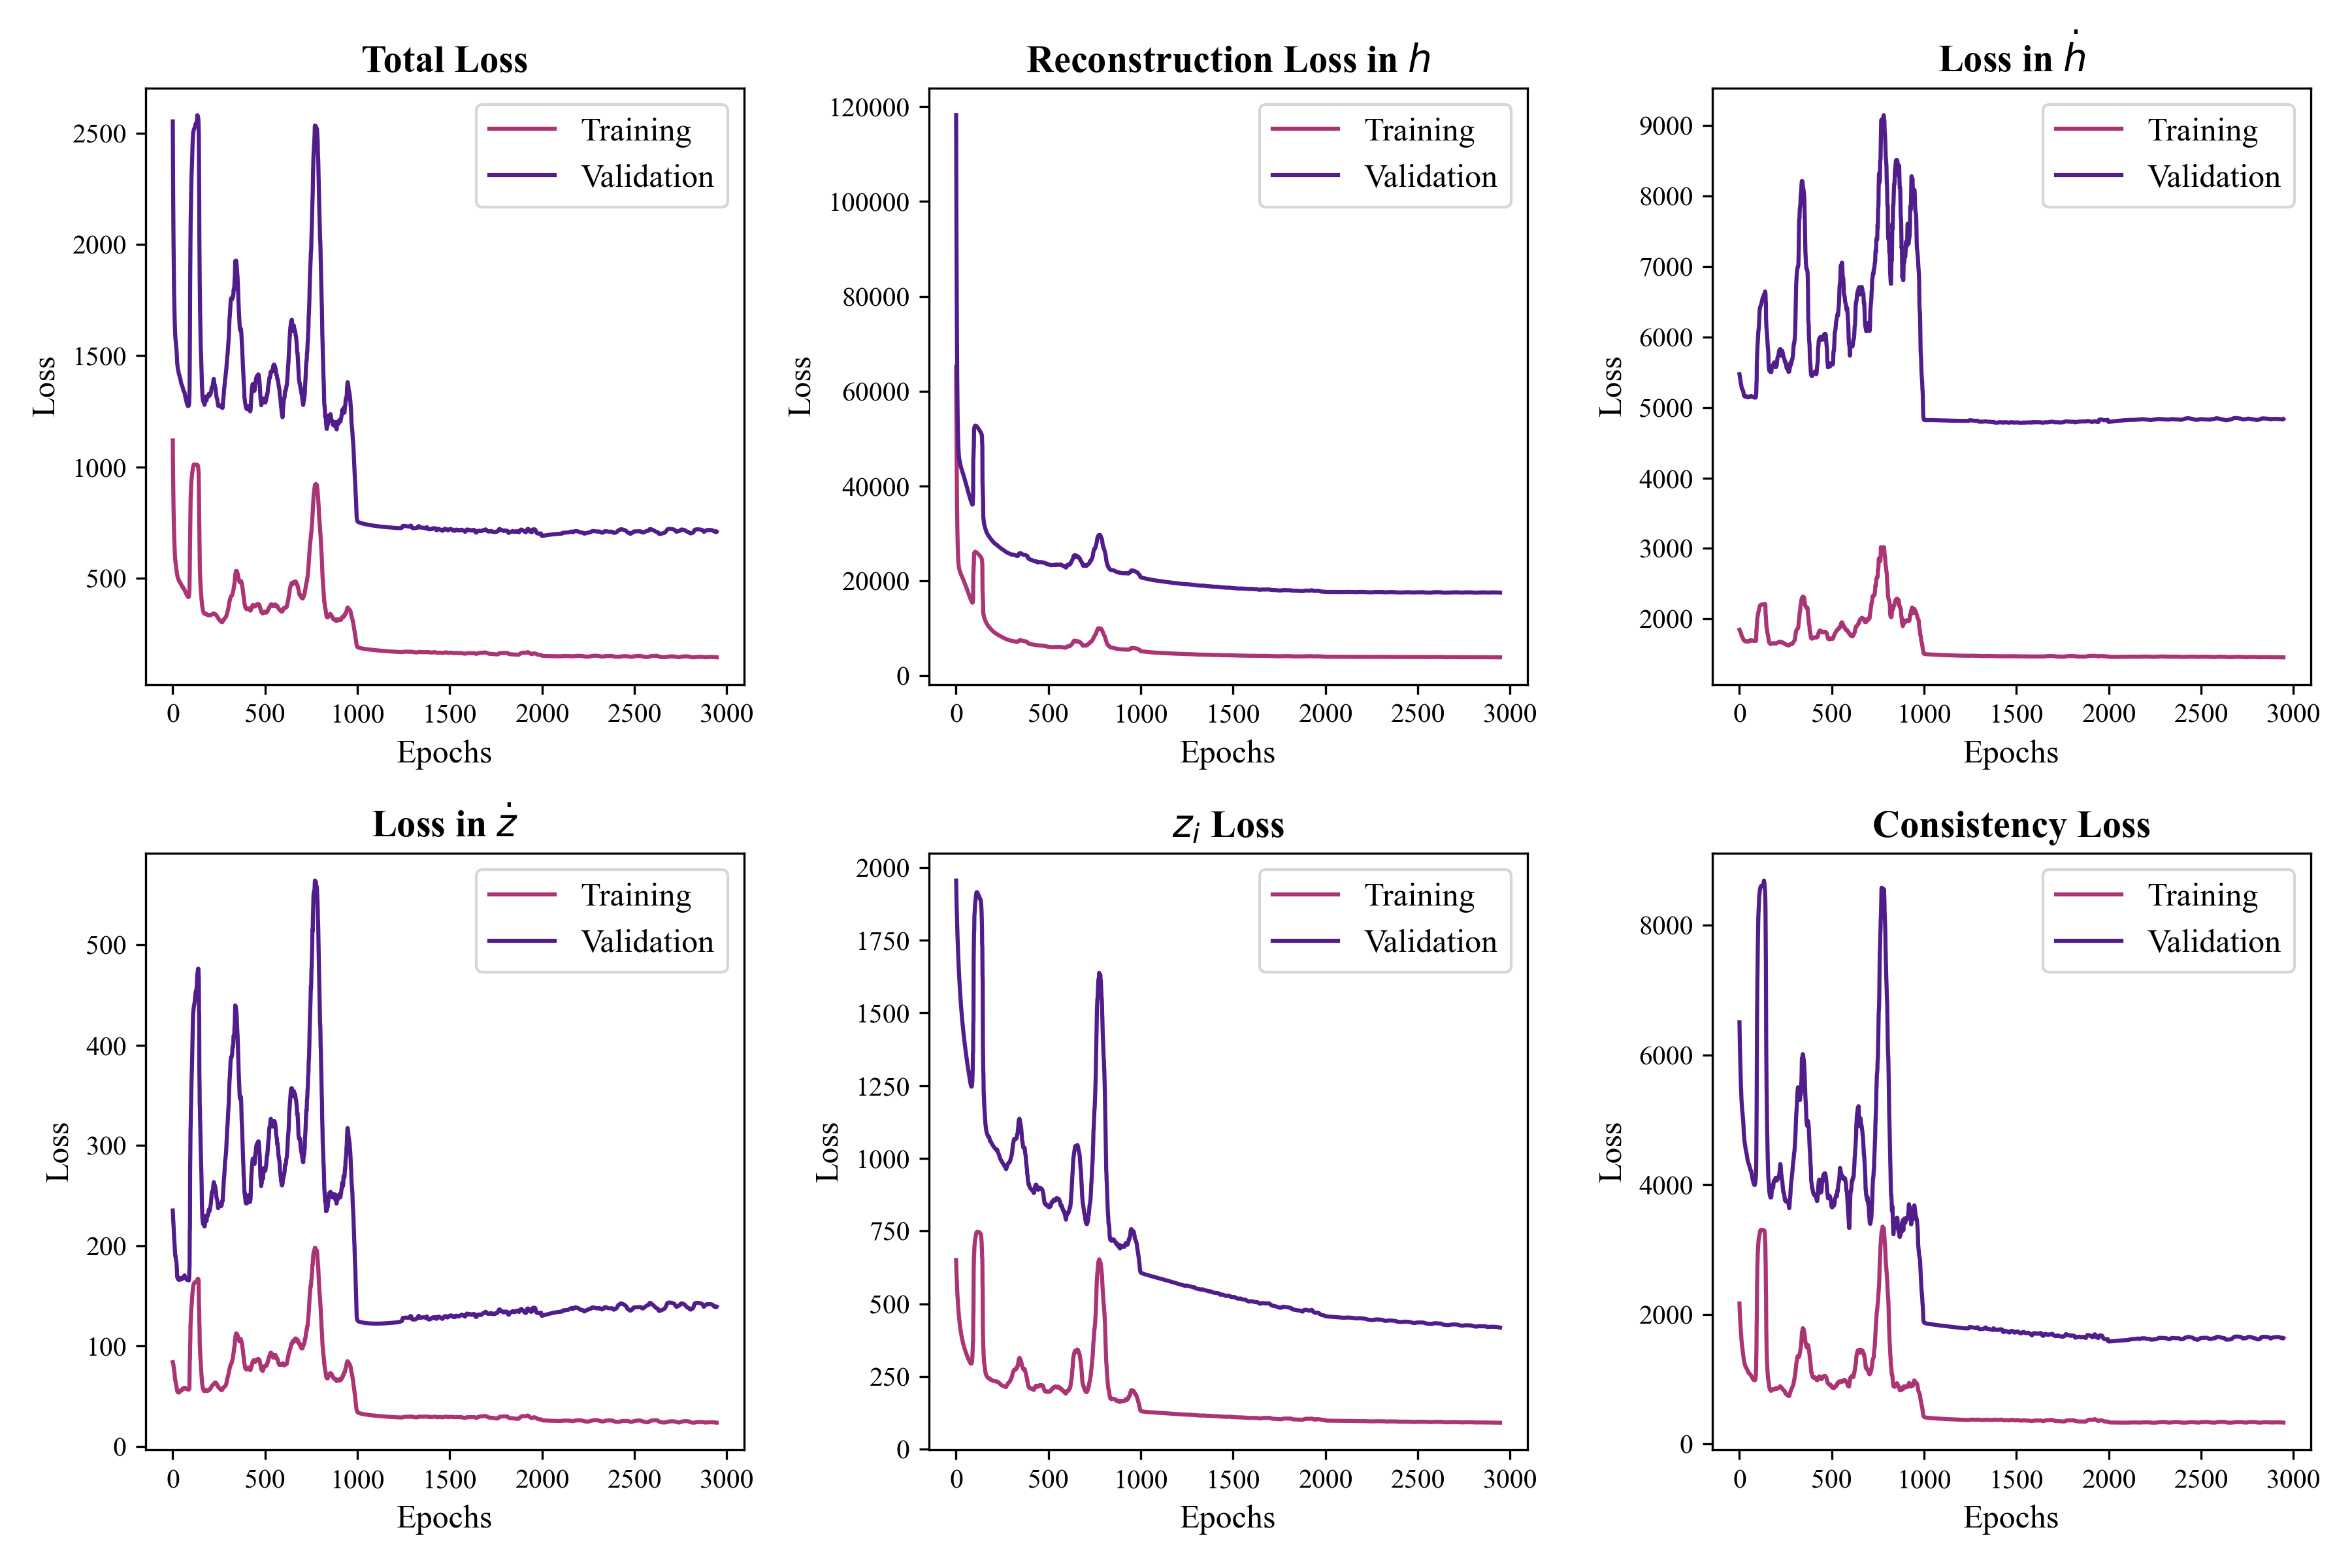 Total Loss
Loss
2500
2000
1500
1000
500
0 500 1000 1500 2000 2500 3000
Epochs
Training
Validation
Reconstruction Loss in h
Loss
120000
100000
80000
60000
40000
20000
0
0 500 1000 1500 2000 2500 3000
Epochs
Training
Validation
Loss in ḣ
Loss
9000
8000
7000
6000
5000
4000
3000
2000
0 500 1000 1500 2000 2500 3000
Epochs
Training
Validation
Loss in ż
Loss
500
400
300
200
100
0
0 500 1000 1500 2000 2500 3000
Epochs
Training
Validation
zᵢ Loss
Loss
2000
1750
1500
1250
1000
750
500
250
0
0 500 1000 1500 2000 2500 3000
Epochs
Training
Validation
Consistency Loss
Loss
8000
6000
4000
2000
0
0 500 1000 1500 2000 2500 3000
Epochs
Training
Validation